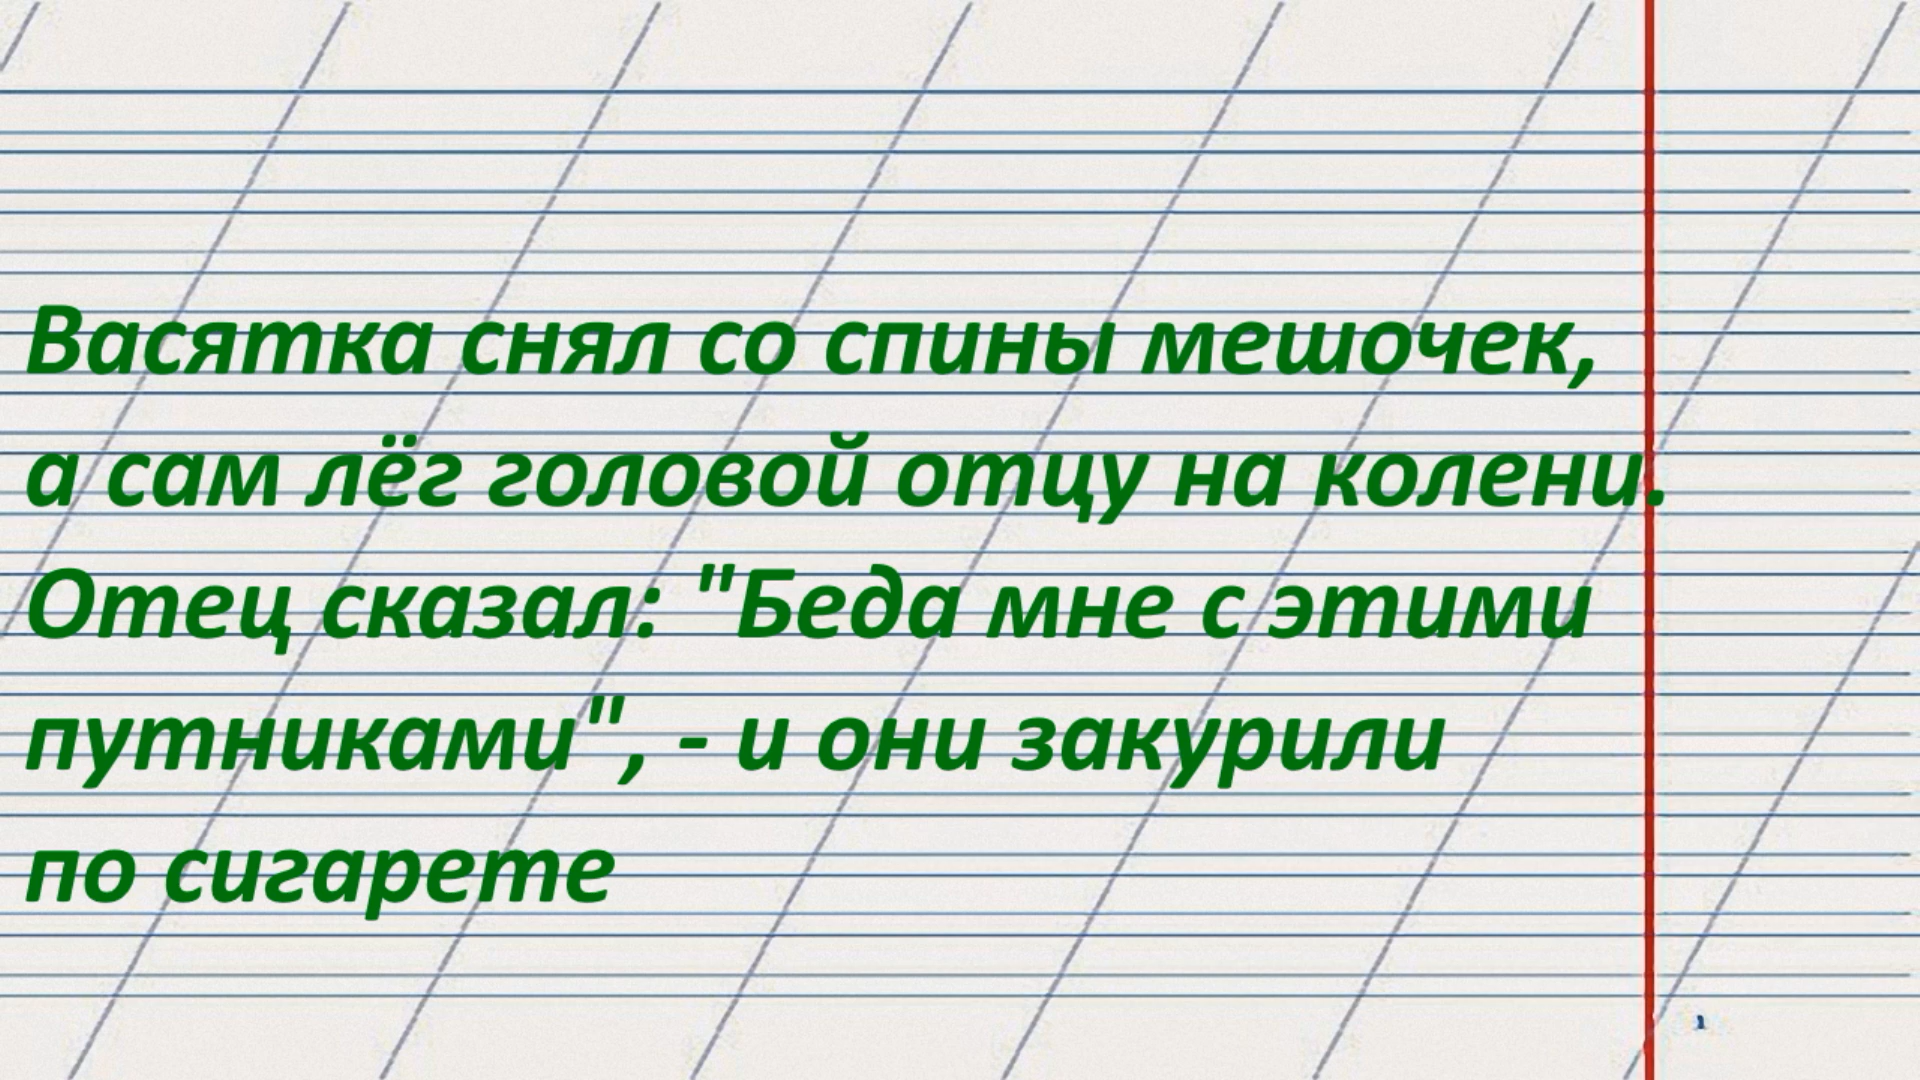 Васятка снял со спины мешочек,
а сам лёг головой отцу на колени.
Отец сказал: "Беда мне с этими
путниками", - и они закурили
по сигарете